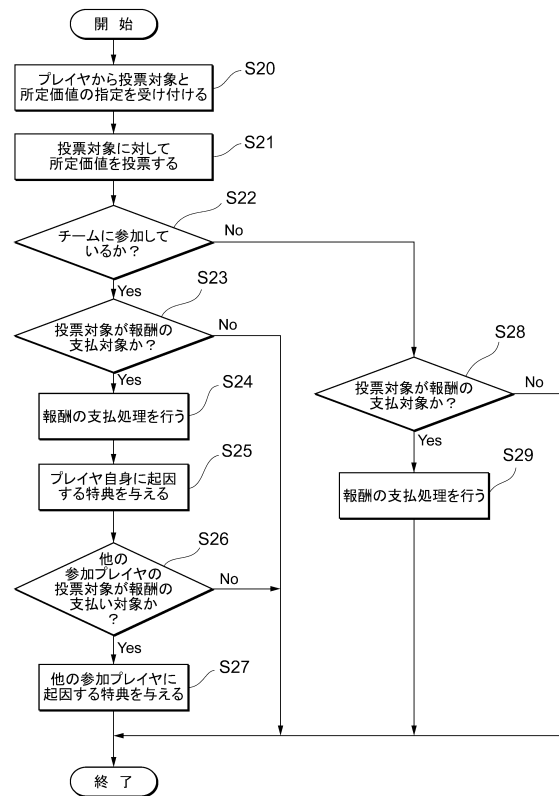 開 始
プレイヤから投票対象と
所定価値の指定を受け付ける
S20
投票対象に対して
所定価値を投票する
S21
チームに参加して
いるか？
S22
No
Yes
投票対象が報酬の
支払対象か？
S23
No
Yes
報酬の支払処理を行う
S24
プレイヤ自身に起因
する特典を与える
S25
他の
参加プレイヤの
投票対象が報酬の
支払い対象か
？
S26
No
Yes
他の参加プレイヤに
起因する特典を与える
S27
投票対象が報酬の
支払対象か？
S28
No
Yes
報酬の支払処理を行う
S29
終 了